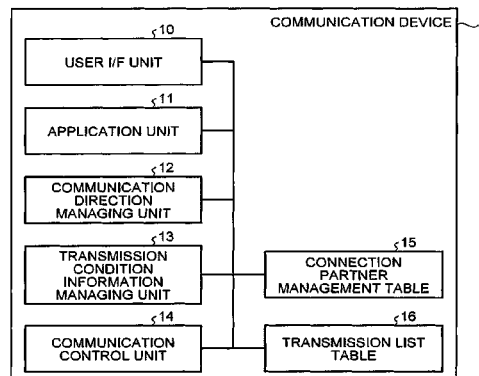 COMMUNICATION DEVICE
10
USER I/F UNIT
11
APPLICATION UNIT
12
COMMUNICATION
DIRECTION
MANAGING UNIT
13
TRANSMISSION
CONDITION
INFORMATION
MANAGING UNIT
14
COMMUNICATION
CONTROL UNIT
15
CONNECTION
PARTNER
MANAGEMENT TABLE
16
TRANSMISSION LIST
TABLE